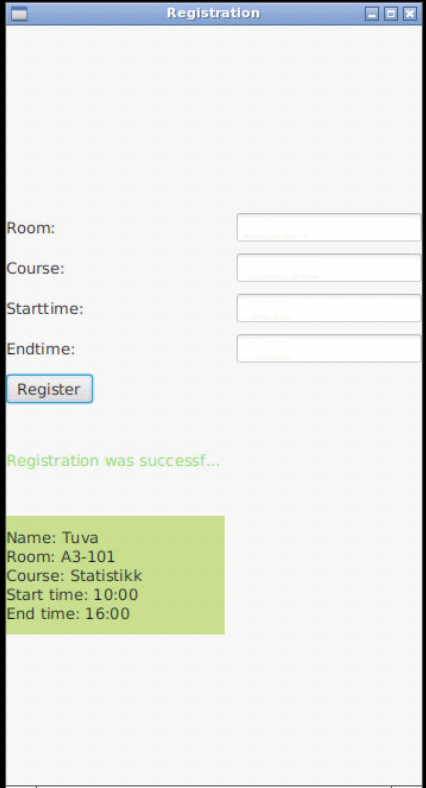 Registration
Room:
Course:
Starttime:
Endtime:
Register
Registration was successf...
Name: Tuva
Room: A3-101
Course: Statistikk
Start time: 10:00
End time: 16:00